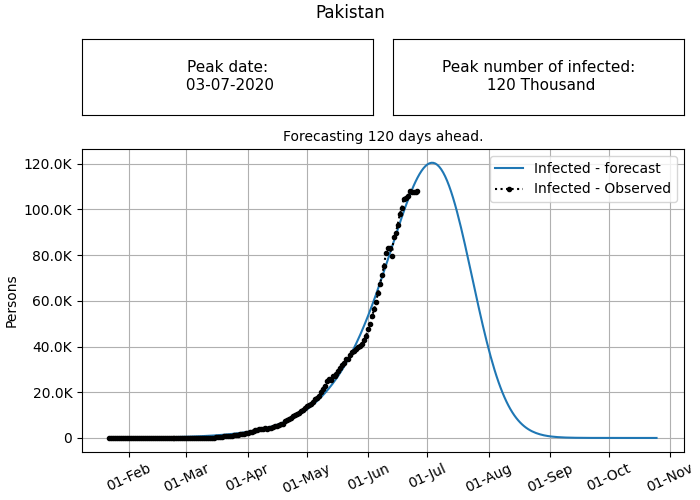 Pakistan
Peak date:
03-07-2020
Peak number of infected:
120 Thousand
Forecasting 120 days ahead.
Infected - forecast
Infected - Observed
Persons
120.0K
100.0K
80.0K
60.0K
40.0K
20.0K
0
01-Feb
01-Mar
01-Apr
01-May
01-Jun
01-Jul
01-Aug
01-Sep
01-Oct
01-Nov